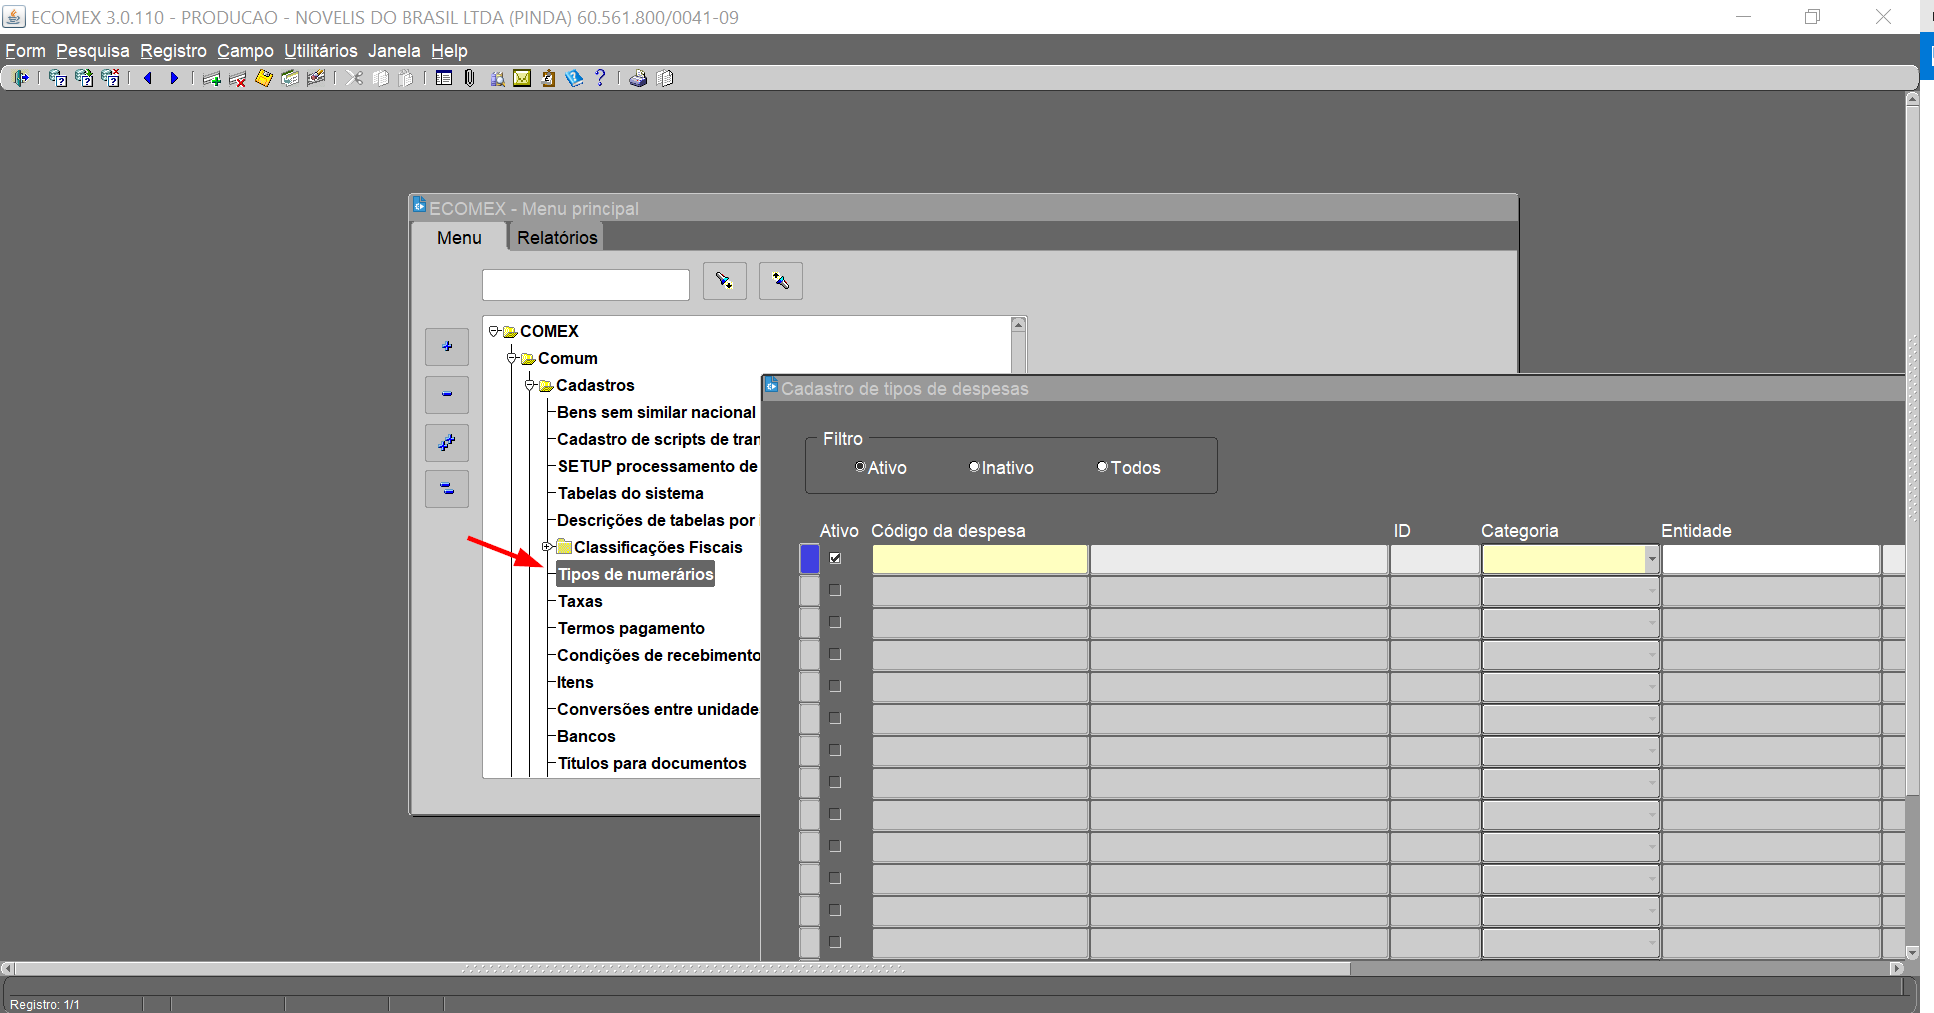 ECOMEX 3.0.110 - PRODUCAO - NOVELIS DO BRASIL LTDA (PINDA) 60.561.800/0041-09
Form Pesquisa Registro Campo Utilitários Janela Help
ECOMEX - Menu principal
Menu Relatórios
COMEX
Comum
Cadastros
Bens sem similar nacional
Cadastro de scripts de tran
SETUP processamento de
Tabelas do sistema
Descrições de tabelas por
Classificações Fiscais
Tipos de numerários
Taxas
Termos pagamento
Condições de recebimento
Itens
Conversões entre unidade
Bancos
Títulos para documentos
Cadastro de tipos de despesas
Filtro
Ativo Inativo Todos
Ativo Código da despesa ID Categoria Entidade
Registro: 1/1